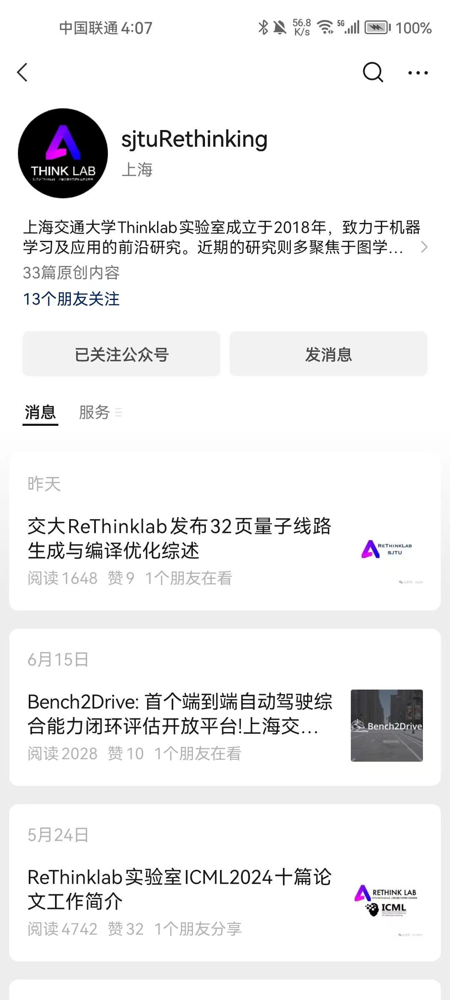 中国联通 4:07
56.8 K/s 5G 100%
THINK LAB
sjtuRethinking
上海
上海交通大学Thinklab实验室成立于2018年，致力于机器
学习及应用的前沿研究。近期的研究则多聚焦于图学...
33篇原创内容
13个朋友关注
已关注公众号 发消息
消息 服务
昨天
交大ReThinklab发布32页量子线路
生成与编译优化综述
RETHINKLAB
SJTU
阅读 1648 赞 9 1个朋友在看
6月15日
Bench2Drive: 首个端到端自动驾驶综
合能力闭环评估开放平台!上海交...
Bench2Drive
阅读 2028 赞 10 1个朋友在看
5月24日
ReThinklab实验室ICML2024十篇论
文工作简介
RETHINK LAB
ICML
阅读 4742 赞 32 1个朋友分享